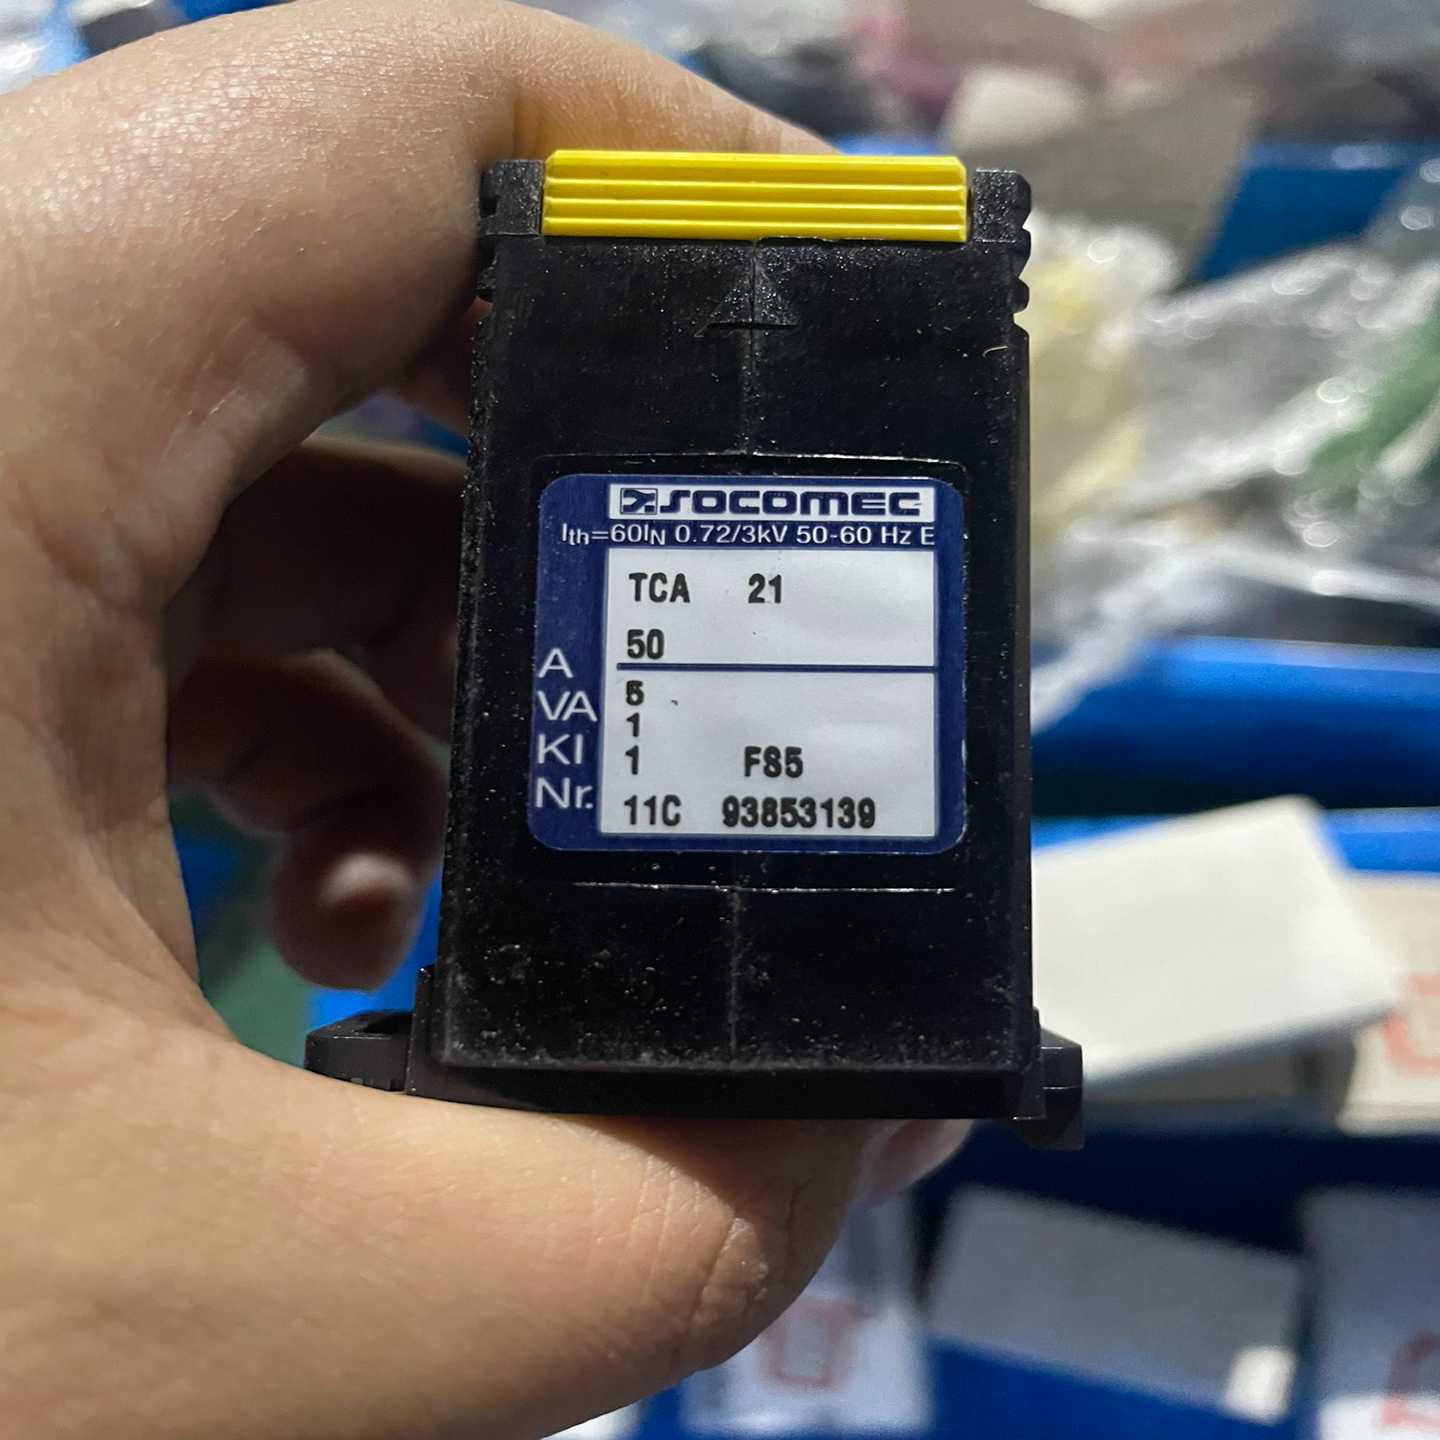 SOCOMEC
Ith=60IN 0.72/3kV 50-60 Hz E
TCA 21
A 50
5
VA 1
KI 1 FS5
Nr. 11C 93853139